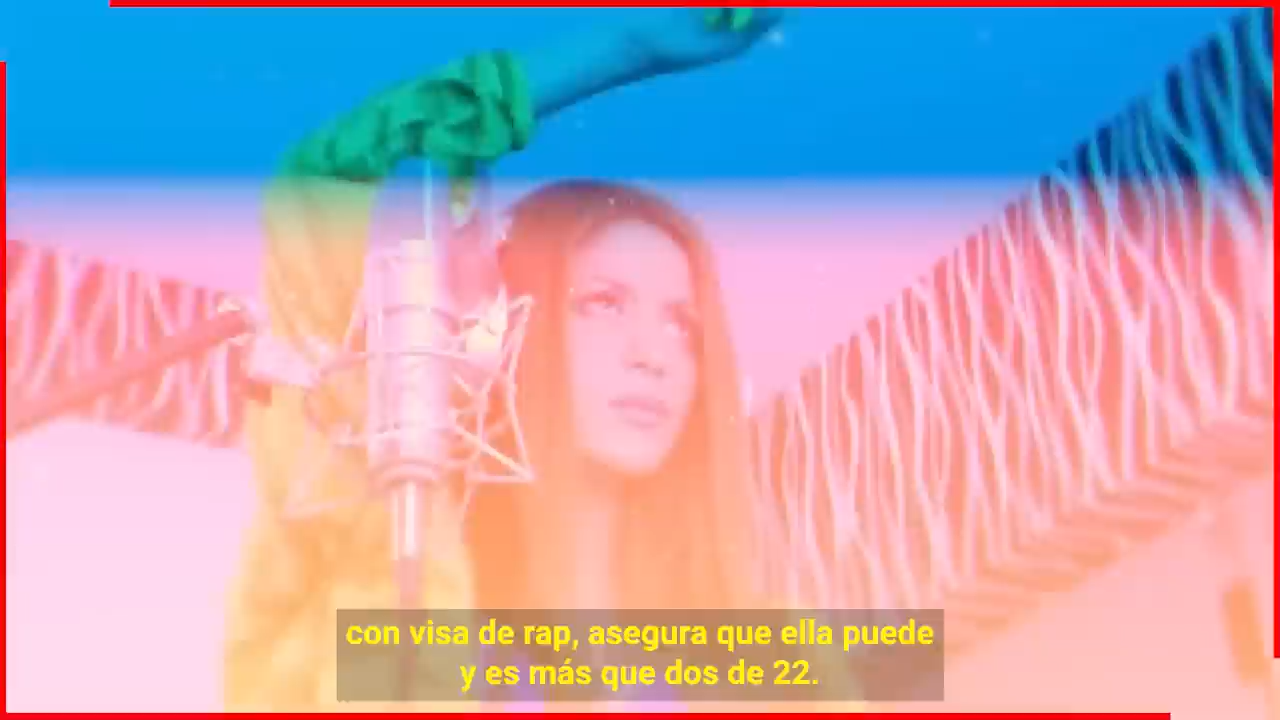 con visa de rap, asegura que ella puede
y es más que dos de 22.